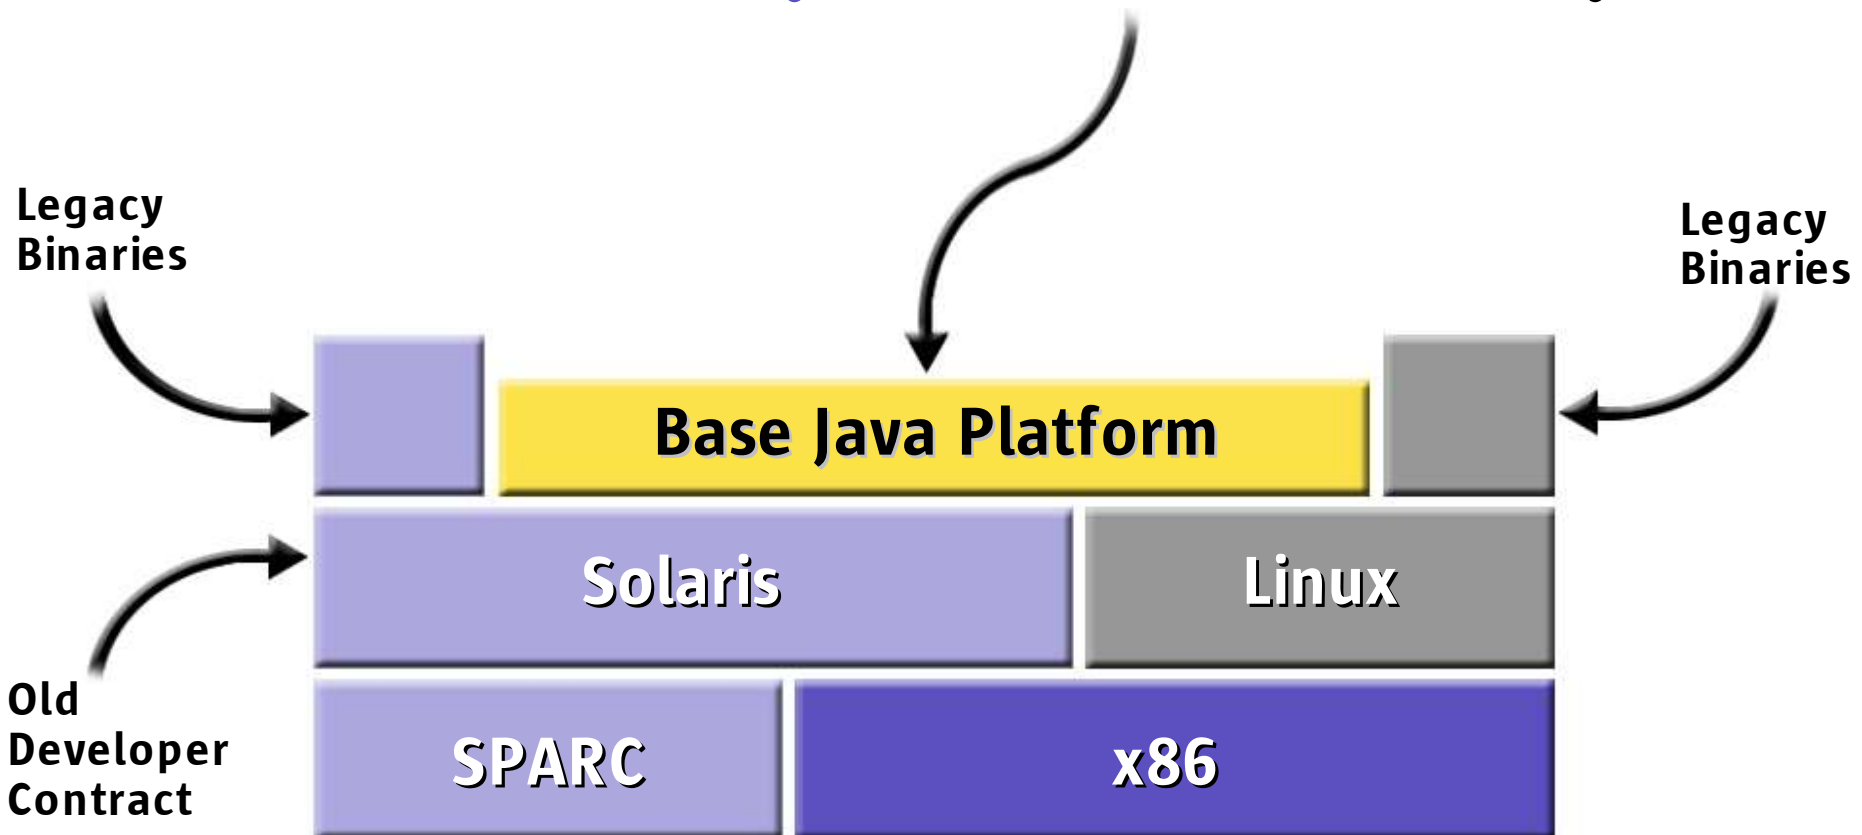 Legacy
Binaries
Legacy
Binaries
Base Java Platform
Solaris
Linux
Old
Developer
Contract
SPARC
x86